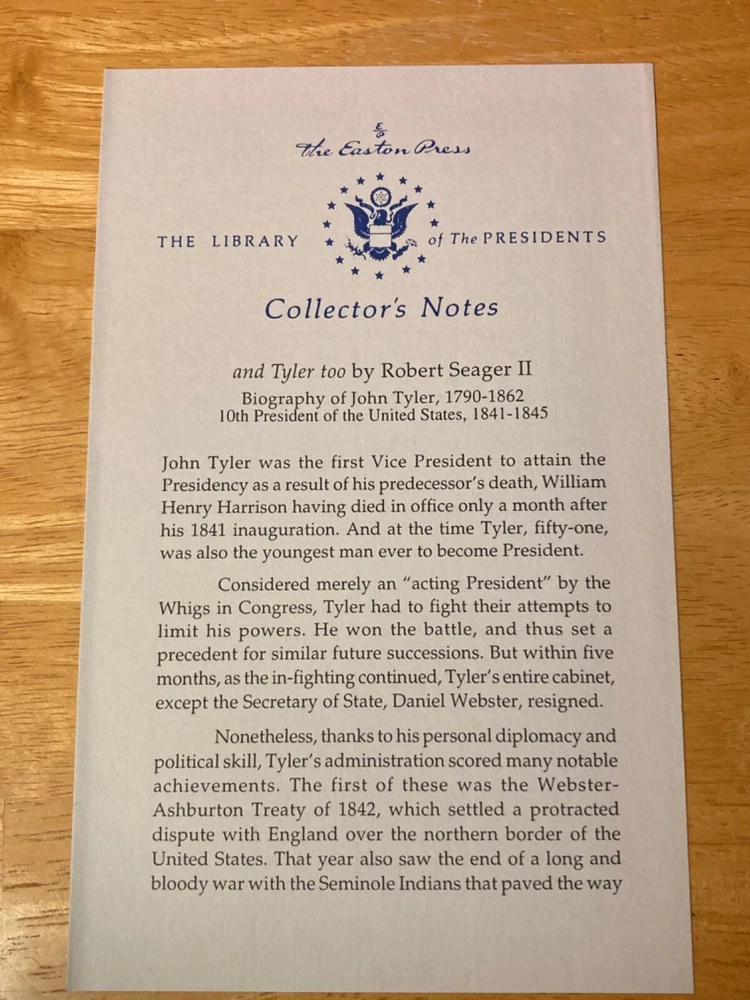 E
P
the Easton Press
THE LIBRARY of The PRESIDENTS
Collector's Notes
and Tyler too by Robert Seager II
Biography of John Tyler, 1790-1862
10th President of the United States, 1841-1845
John Tyler was the first Vice President to attain the
Presidency as a result of his predecessor's death, William
Henry Harrison having died in office only a month after
his 1841 inauguration. And at the time Tyler, fifty-one,
was also the youngest man ever to become President.
Considered merely an "acting President" by the
Whigs in Congress, Tyler had to fight their attempts to
limit his powers. He won the battle, and thus set a
precedent for similar future successions. But within five
months, as the in-fighting continued, Tyler's entire cabinet,
except the Secretary of State, Daniel Webster, resigned.
Nonetheless, thanks to his personal diplomacy and
political skill, Tyler's administration scored many notable
achievements. The first of these was the Webster-
Ashburton Treaty of 1842, which settled a protracted
dispute with England over the northern border of the
United States. That year also saw the end of a long and
bloody war with the Seminole Indians that paved the way